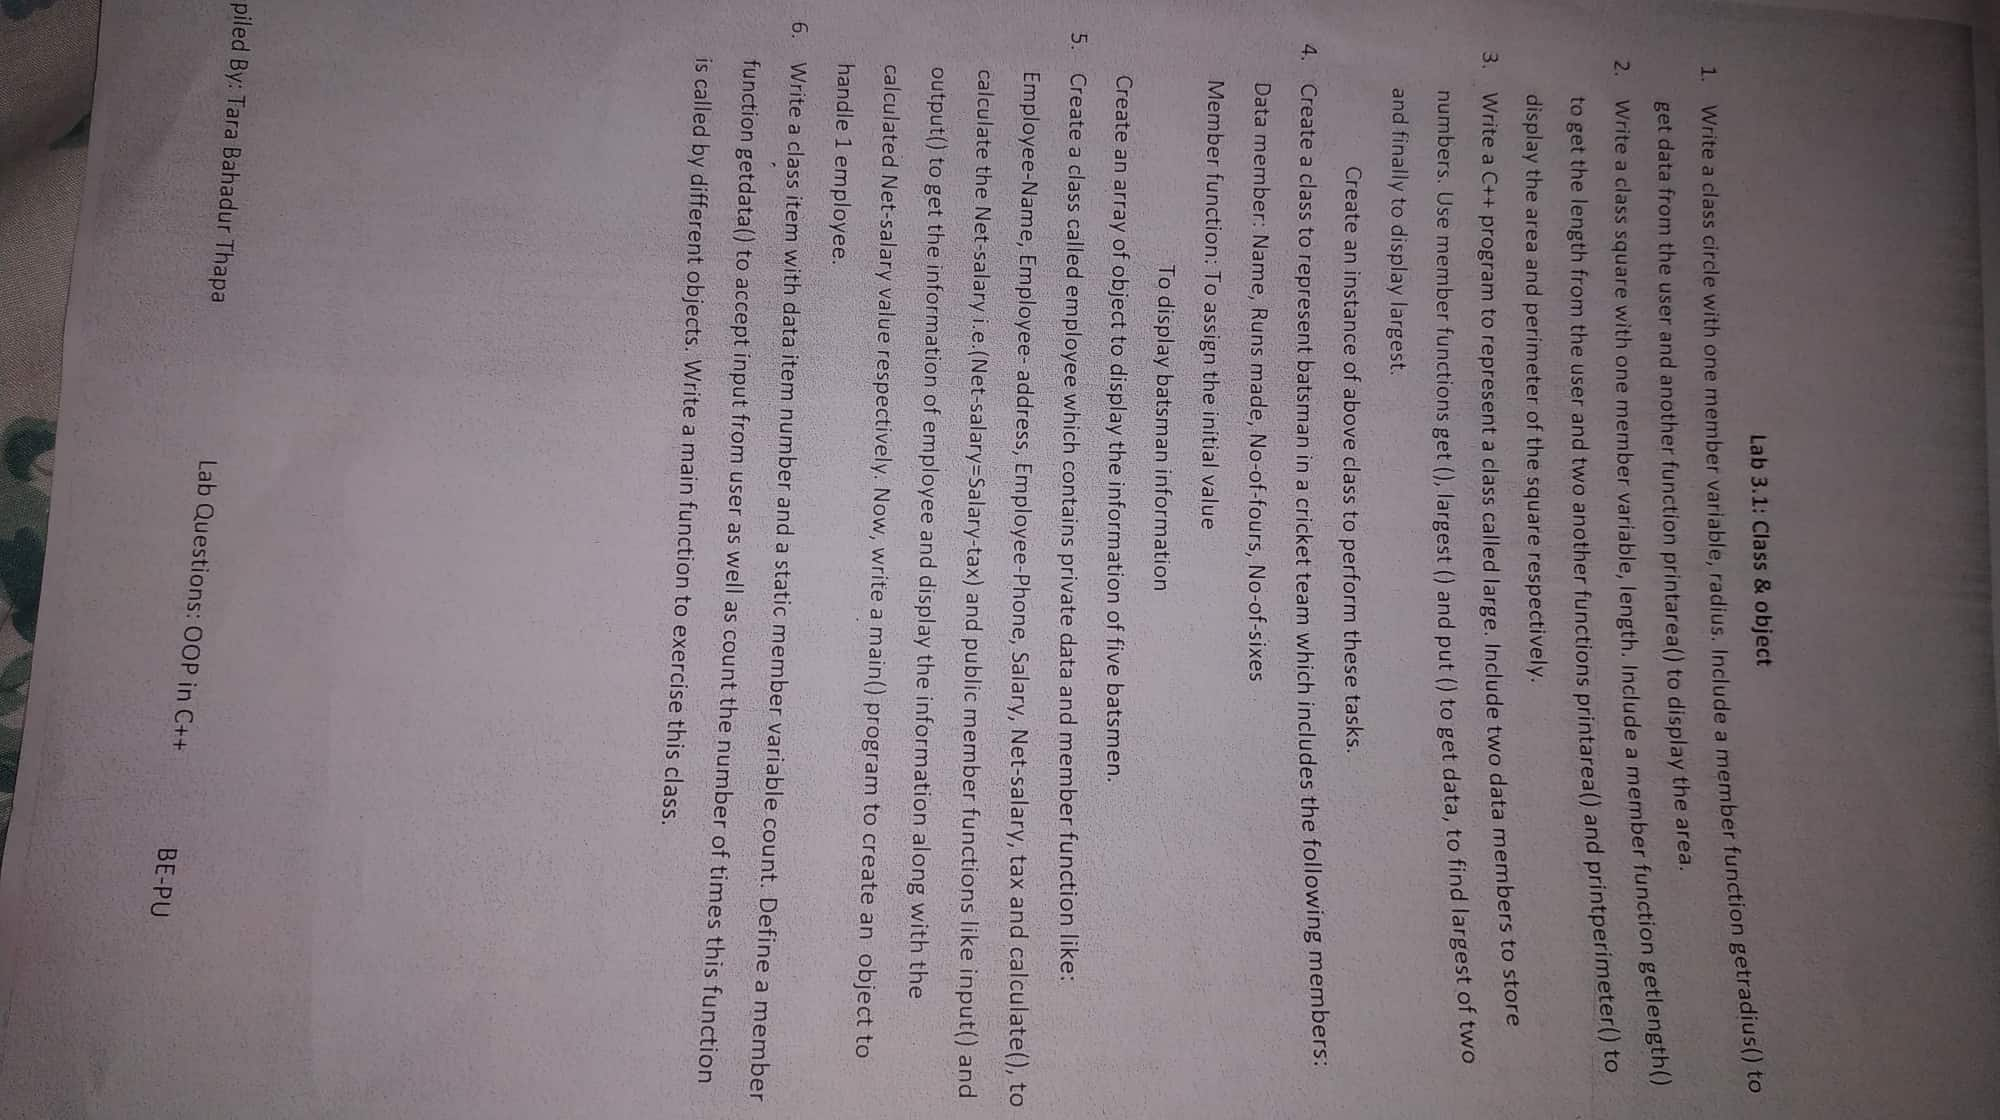 Lab 3.1: Class & object
1. Write a class circle with one member variable, radius. Include a member function getradius() to
get data from the user and another function printarea() to display the area.
2. Write a class square with one member variable, length. Include a member function getlength()
to get the length from the user and two another functions printarea() and printperimeter() to
display the area and perimeter of the square respectively.
3. Write a C++ program to represent a class called large. Include two data members to store
numbers. Use member functions get (), largest () and put () to get data, to find largest of two
and finally to display largest.
Create an instance of above class to perform these tasks.
4. Create a class to represent batsman in a cricket team which includes the following members:
Data member: Name, Runs made, No-of-fours, No-of-sixes
Member function: To assign the initial value
To display batsman information
Create an array of object to display the information of five batsmen.
5. Create a class called employee which contains private data and member function like:
Employee-Name, Employee- address, Employee-Phone, Salary, Net-salary, tax and calculate(), to
calculate the Net-salary i.e.(Net-salary=Salary-tax) and public member functions like input() and
output() to get the information of employee and display the information along with the
calculated Net-salary value respectively. Now, write a main() program to create an object to
handle 1 employee.
6. Write a class item with data item number and a static member variable count. Define a member
function getdata() to accept input from user as well as count the number of times this function
is called by different objects. Write a main function to exercise this class.
piled By: Tara Bahadur Thapa Lab Questions: OOP in C++ BE-PU